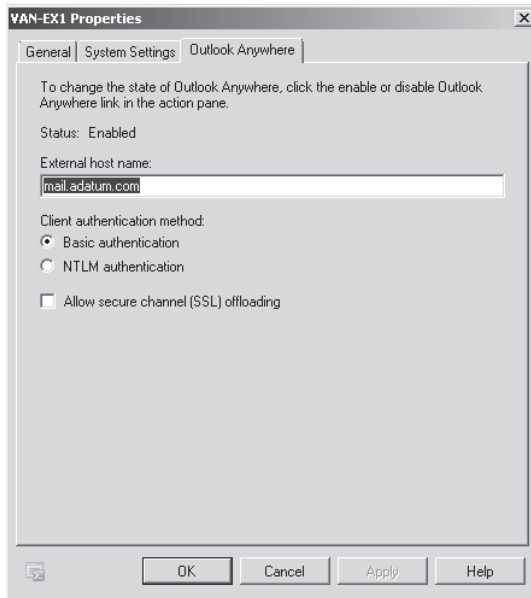 VAN-EX1 Properties
General
System Settings
Outlook Anywhere
To change the state of Outlook Anywhere, click the enable or disable Outlook
Anywhere link in the action pane.
Status: Enabled
External host name:
mail.adatum.com
Client authentication method:
Basic authentication
NTLM authentication
Allow secure channel (SSL) offloading
OK
Cancel
Apply
Help